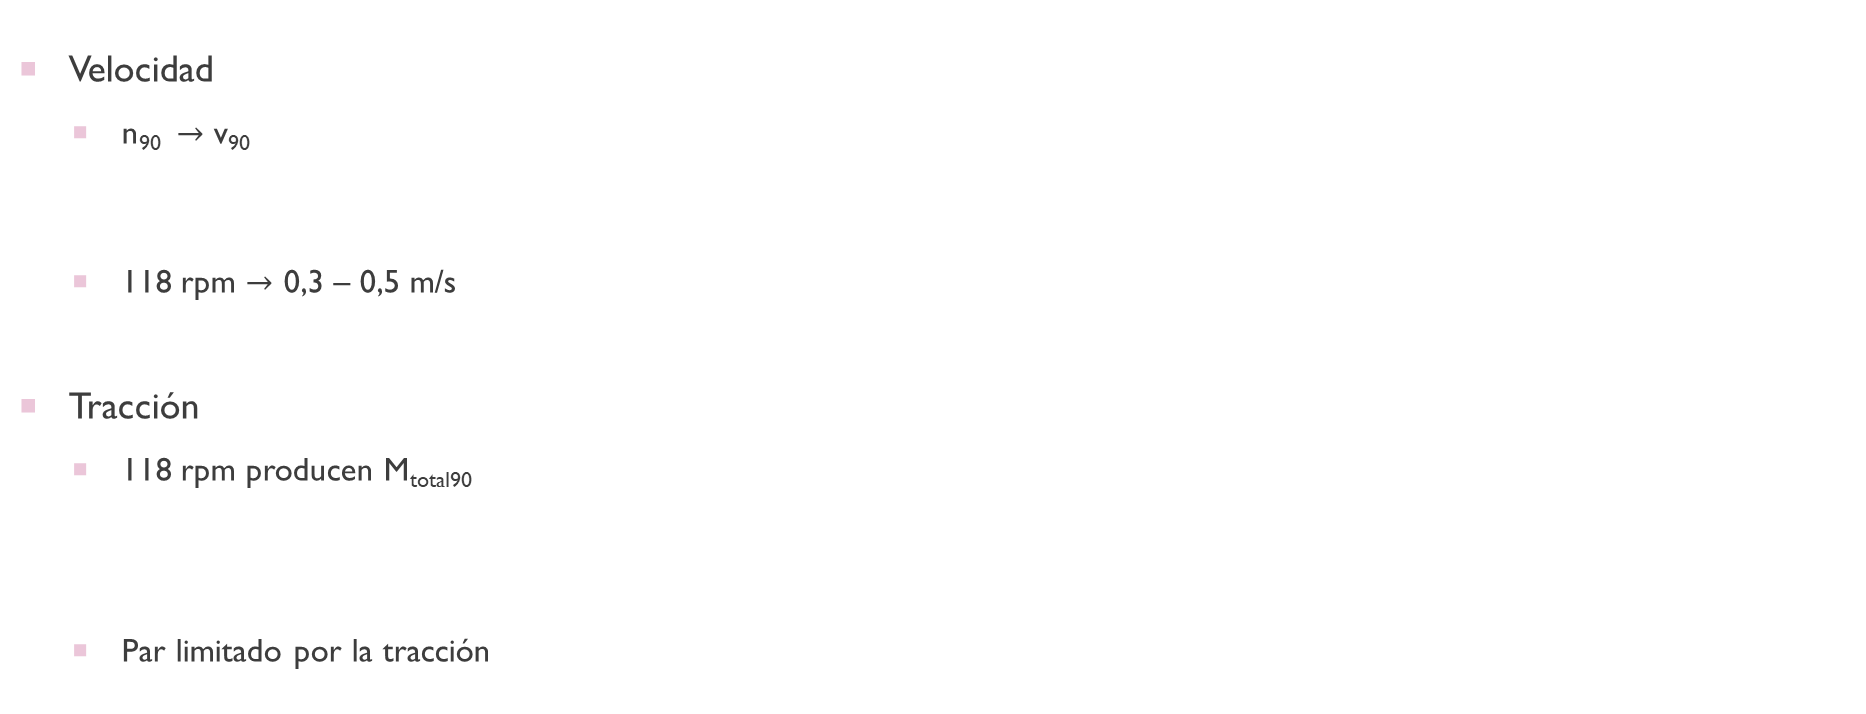 Velocidad
n₉₀ → v₉₀
118 rpm → 0,3 – 0,5 m/s
Tracción
118 rpm producen Mtotal90
Par limitado por la tracción